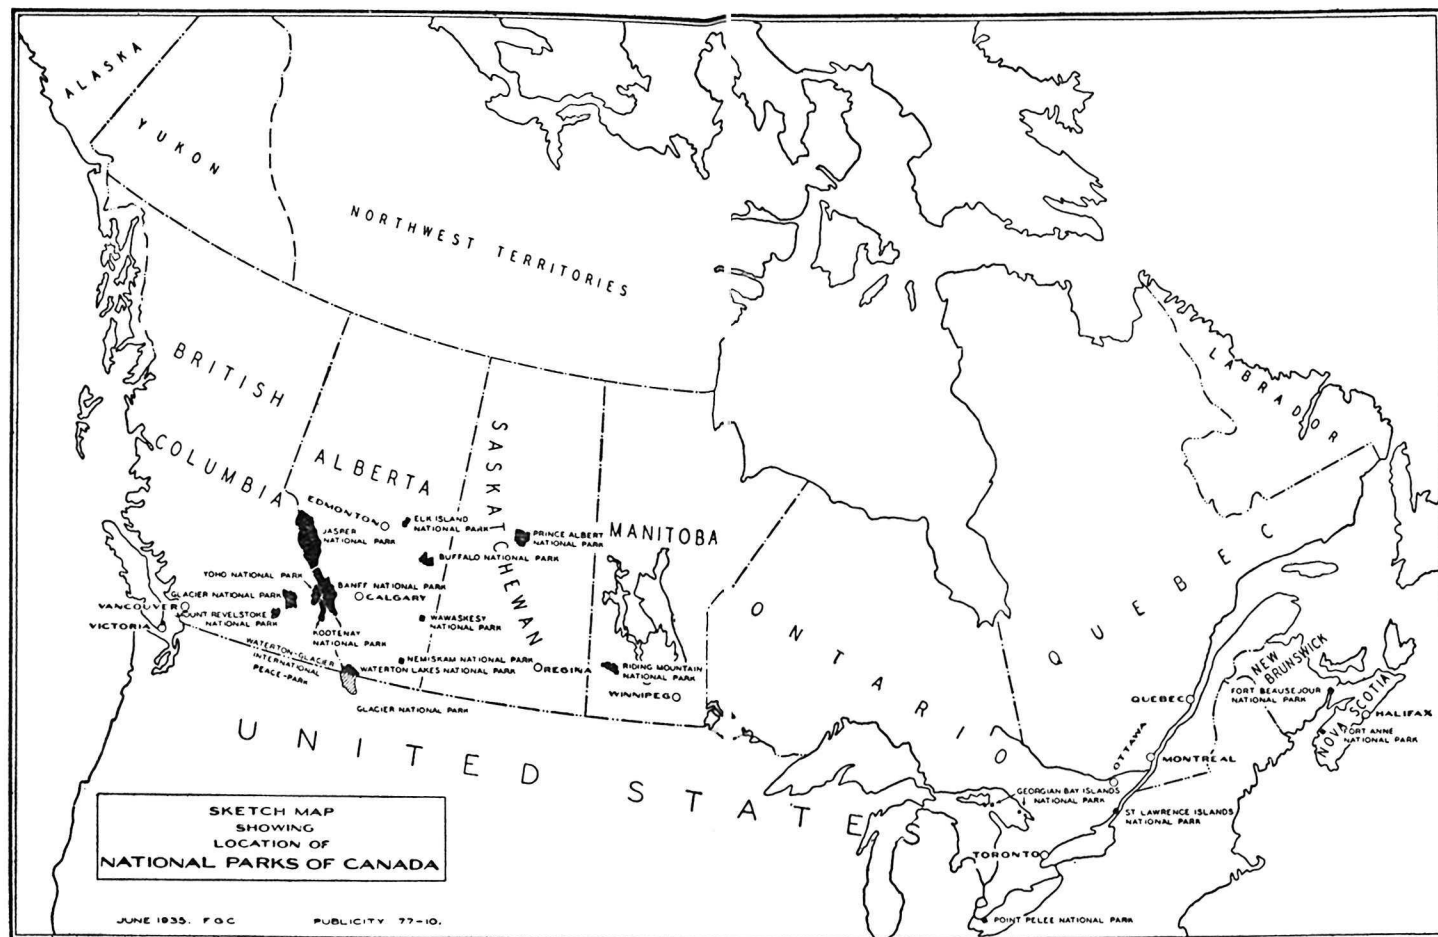 ALASKA
YUKON
NORTHWEST TERRITORIES
BRITISH
COLUMBIA
ALBERTA
SASKATCHEWAN
MANITOBA
ONTARIO
QUEBEC
LABRADOR
NEW
BRUNSWICK
NOVA SCOTIA
UNITED STATES
EDMONTON
JASPER
NATIONAL PARK
ELK ISLAND
NATIONAL PARK
BUFFALO NATIONAL PARK
PRINCE ALBERT
NATIONAL PARK
YOHO NATIONAL PARK
BANFF NATIONAL PARK
GLACIER NATIONAL PARK
CALGARY
VANCOUVER
MOUNT REVELSTOKE
NATIONAL PARK
VICTORIA
WAWASKESY
NATIONAL PARK
KOOTENAY
NATIONAL PARK
WATERTON-GLACIER
INTERNATIONAL
PEACE-PARK
NEMISKAM NATIONAL PARK
WATERTON LAKES NATIONAL PARK
REGINA
RIDING MOUNTAIN
NATIONAL PARK
WINNIPEG
GLACIER NATIONAL PARK
QUEBEC
FORT BEAUSEJOUR
NATIONAL PARK
HALIFAX
FORT ANNE
NATIONAL PARK
OTTAWA
MONTRÉAL
GEORGIAN BAY ISLANDS
NATIONAL PARK
ST LAWRENCE ISLANDS
NATIONAL PARK
TORONTO
POINT PELEE NATIONAL PARK
SKETCH MAP
SHOWING
LOCATION OF
NATIONAL PARKS OF CANADA
JUNE 1935. F G C PUBLICITY 77-10.